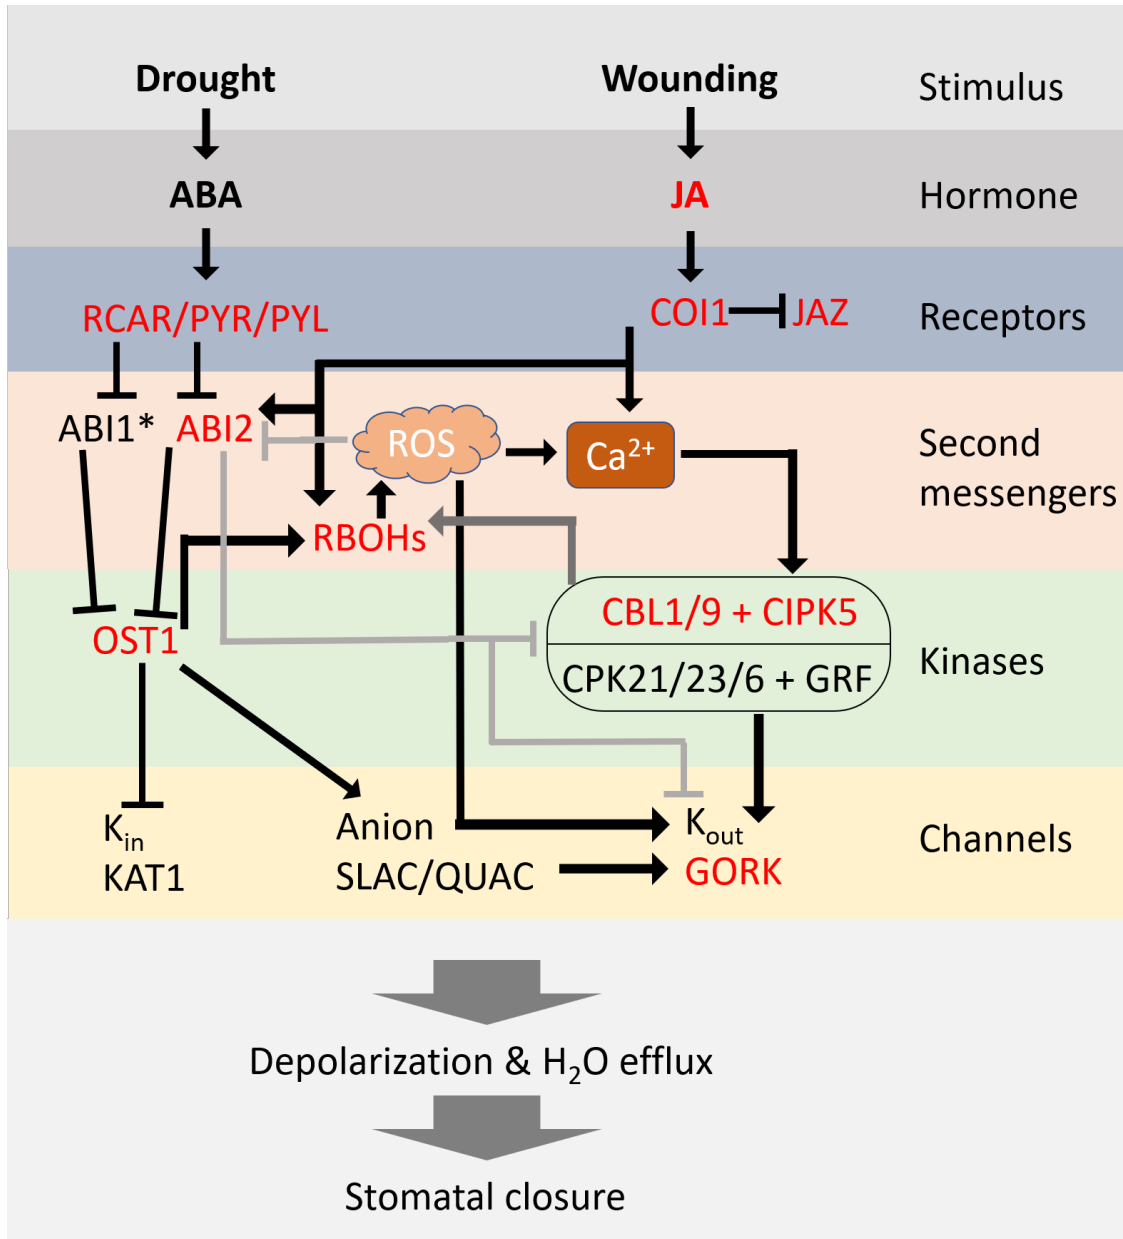 Drought Wounding Stimulus
ABA JA Hormone
RCAR/PYR/PYL COI1 JAZ Receptors
ABI1* ABI2 ROS Ca²⁺ Second
messengers
RBOHs
CBL1/9 + CIPK5
OST1 Kinases
CPK21/23/6 + GRF
K_in Anion K_out Channels
KAT1 SLAC/QUAC GORK
Depolarization & H₂O efflux
Stomatal closure